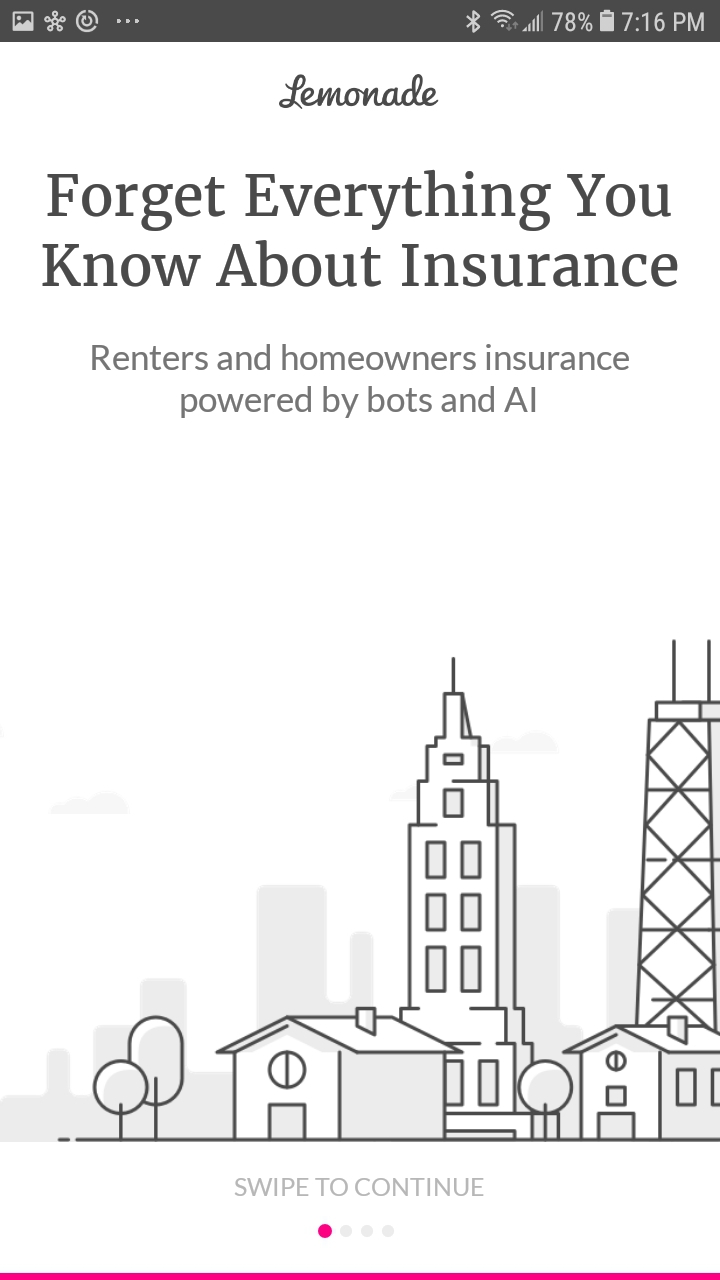 78% 7:16 PM
Lemonade
Forget Everything You
Know About Insurance
Renters and homeowners insurance
powered by bots and AI
SWIPE TO CONTINUE